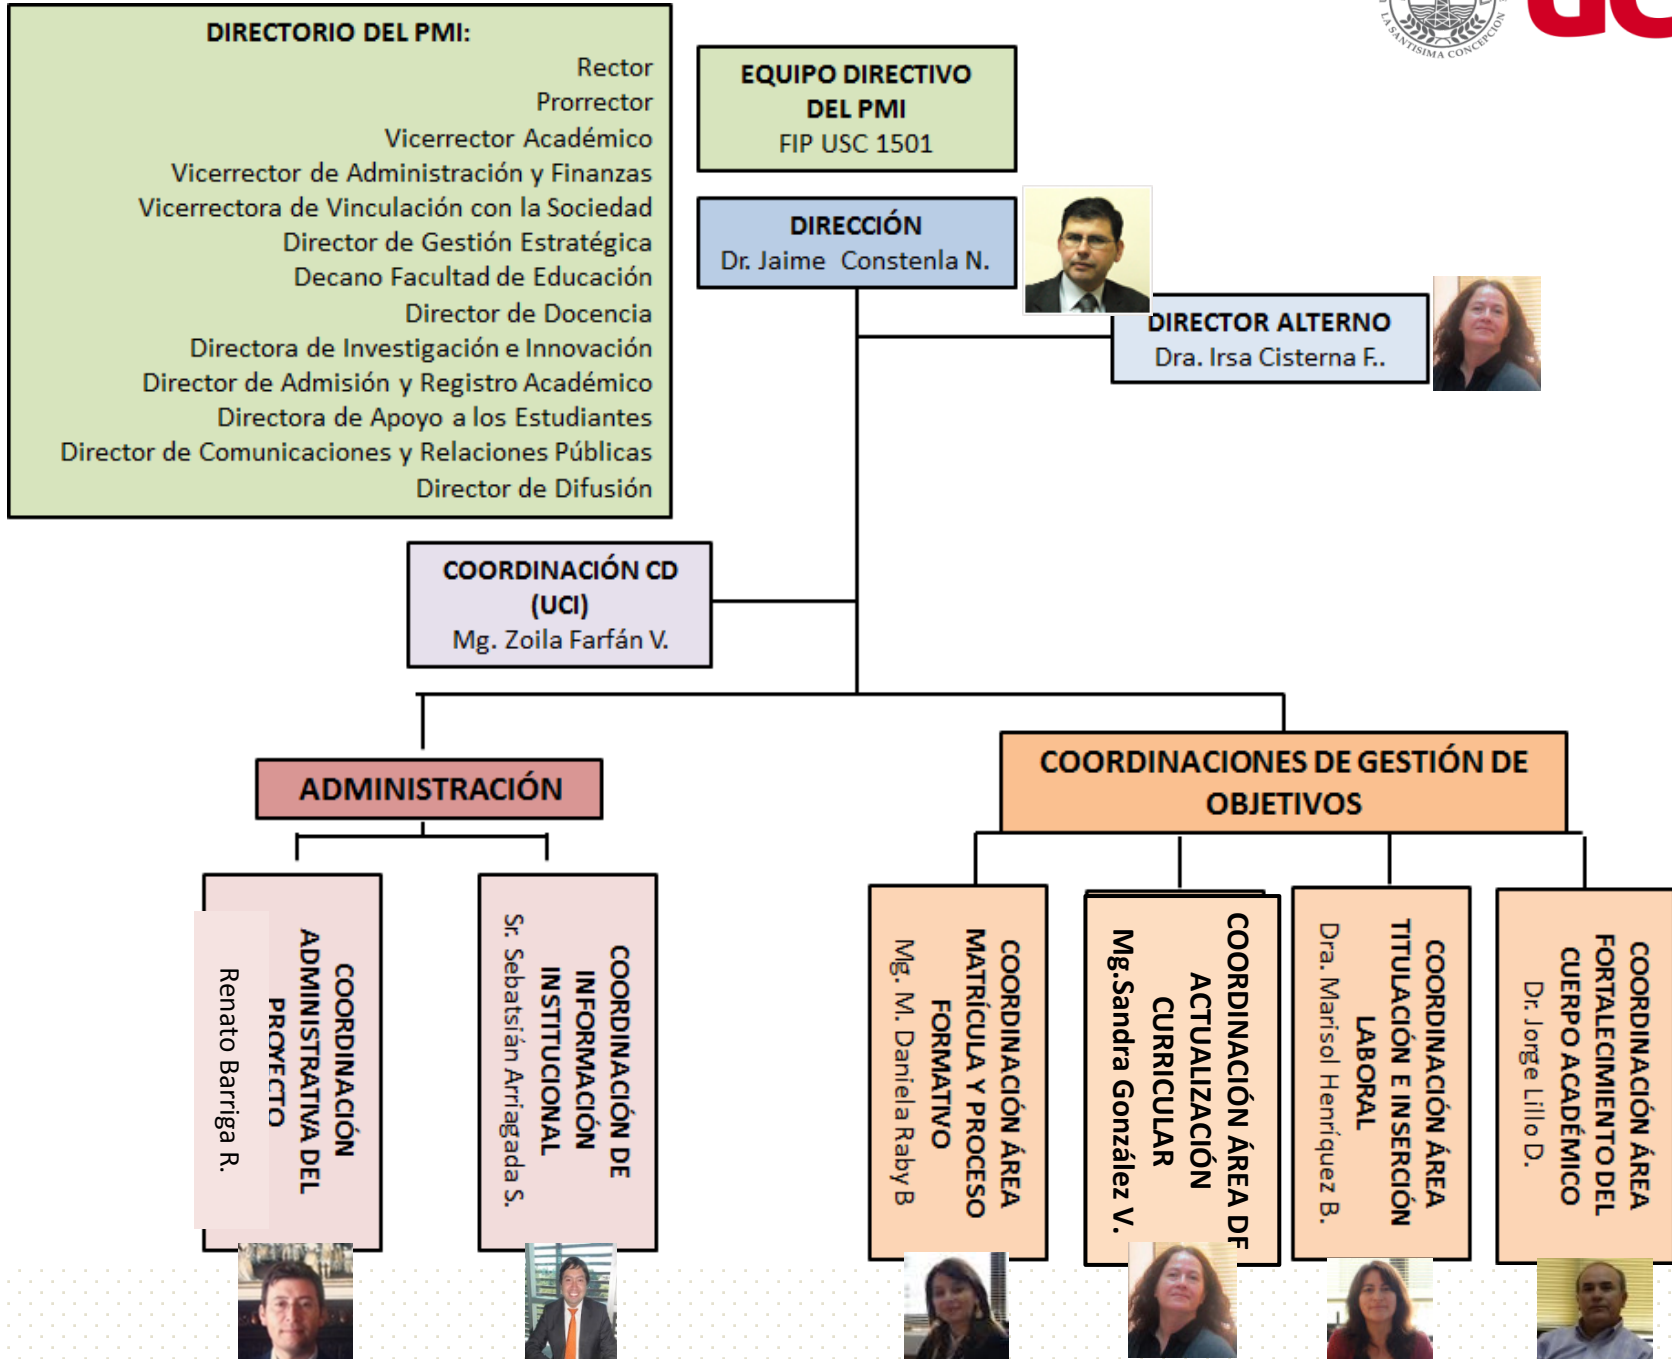 DIRECTORIO DEL PMI:
Rector
Prorrector
Vicerrector Académico
Vicerrector de Administración y Finanzas
Vicerrectora de Vinculación con la Sociedad
Director de Gestión Estratégica
Decano Facultad de Educación
Director de Docencia
Directora de Investigación e Innovación
Director de Admisión y Registro Académico
Directora de Apoyo a los Estudiantes
Director de Comunicaciones y Relaciones Públicas
Director de Difusión
EQUIPO DIRECTIVO
DEL PMI
FIP USC 1501
LA SANTISIMA CONCEPCION
DIRECCIÓN
Dr. Jaime Constenla N.
DIRECTOR ALTERNO
Dra. Irsa Cisterna F..
COORDINACIÓN CD
(UCI)
Mg. Zoila Farfán V.
ADMINISTRACIÓN
COORDINACIONES DE GESTIÓN DE
OBJETIVOS
COORDINACIÓN
ADMINISTRATIVA DEL
PROYECTO
Renato Barriga R.
COORDINACIÓN DE
INFORMACIÓN
INSTITUCIONAL
Sr. Sebatsián Arriagada S.
COORDINACIÓN ÁREA
MATRÍCULA Y PROCESO
FORMATIVO
Mg. M. Daniela Raby B
COORDINACIÓN ÁREA DE
ACTUALIZACIÓN
CURRICULAR
Mg.Sandra González V.
COORDINACIÓN ÁREA
TITULACIÓN E INSERCIÓN
LABORAL
Dra. Marisol Henríquez B.
COORDINACIÓN ÁREA
FORTALECIMIENTO DEL
CUERPO ACADÉMICO
Dr. Jorge Lillo D.